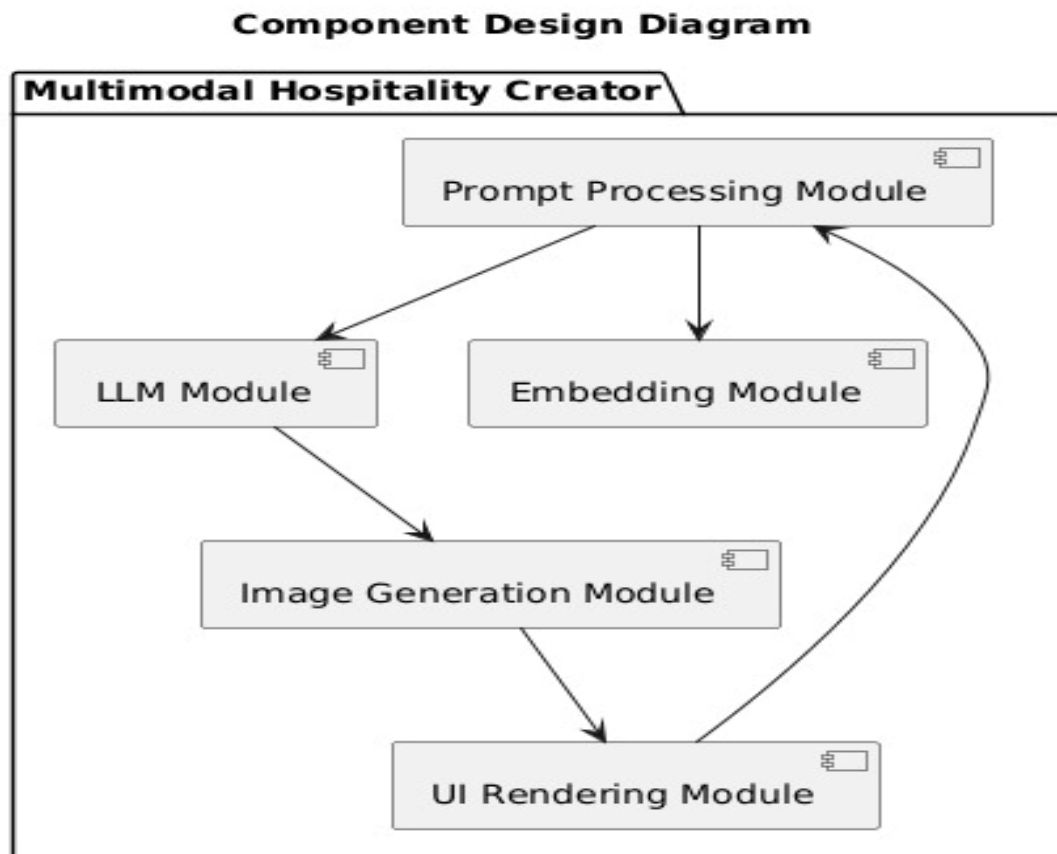 Component Design Diagram
Multimodal Hospitality Creator
Prompt Processing Module
LLM Module
Embedding Module
Image Generation Module
UI Rendering Module